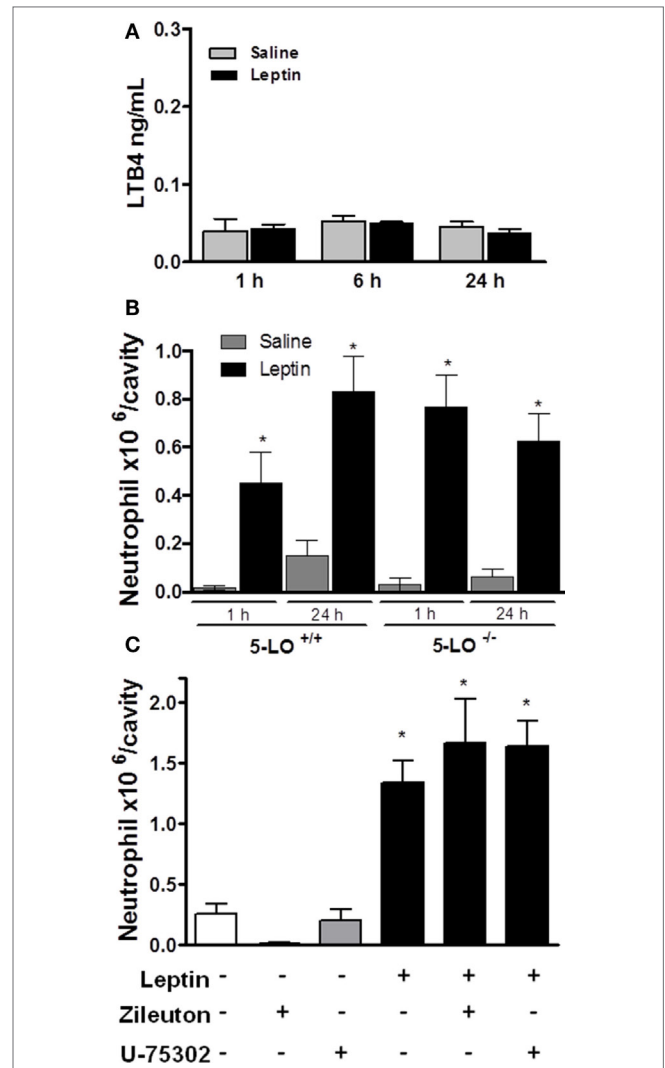 A
Saline
Leptin
LTB4 ng/mL
0.3
0.2
0.1
0.0
1 h 6 h 24 h
B
Saline
Leptin
Neutrophil x10 6/cavity
1.0
0.8
0.6
0.4
0.2
0.0
* * * *
1 h 24 h 1 h 24 h
5-LO +/+ 5-LO -/-
C
Neutrophil x10 6/cavity
2.0
1.5
1.0
0.5
0.0
* * *
Leptin - - - + + +
Zileuton - + - - + -
U-75302 - - + - - +